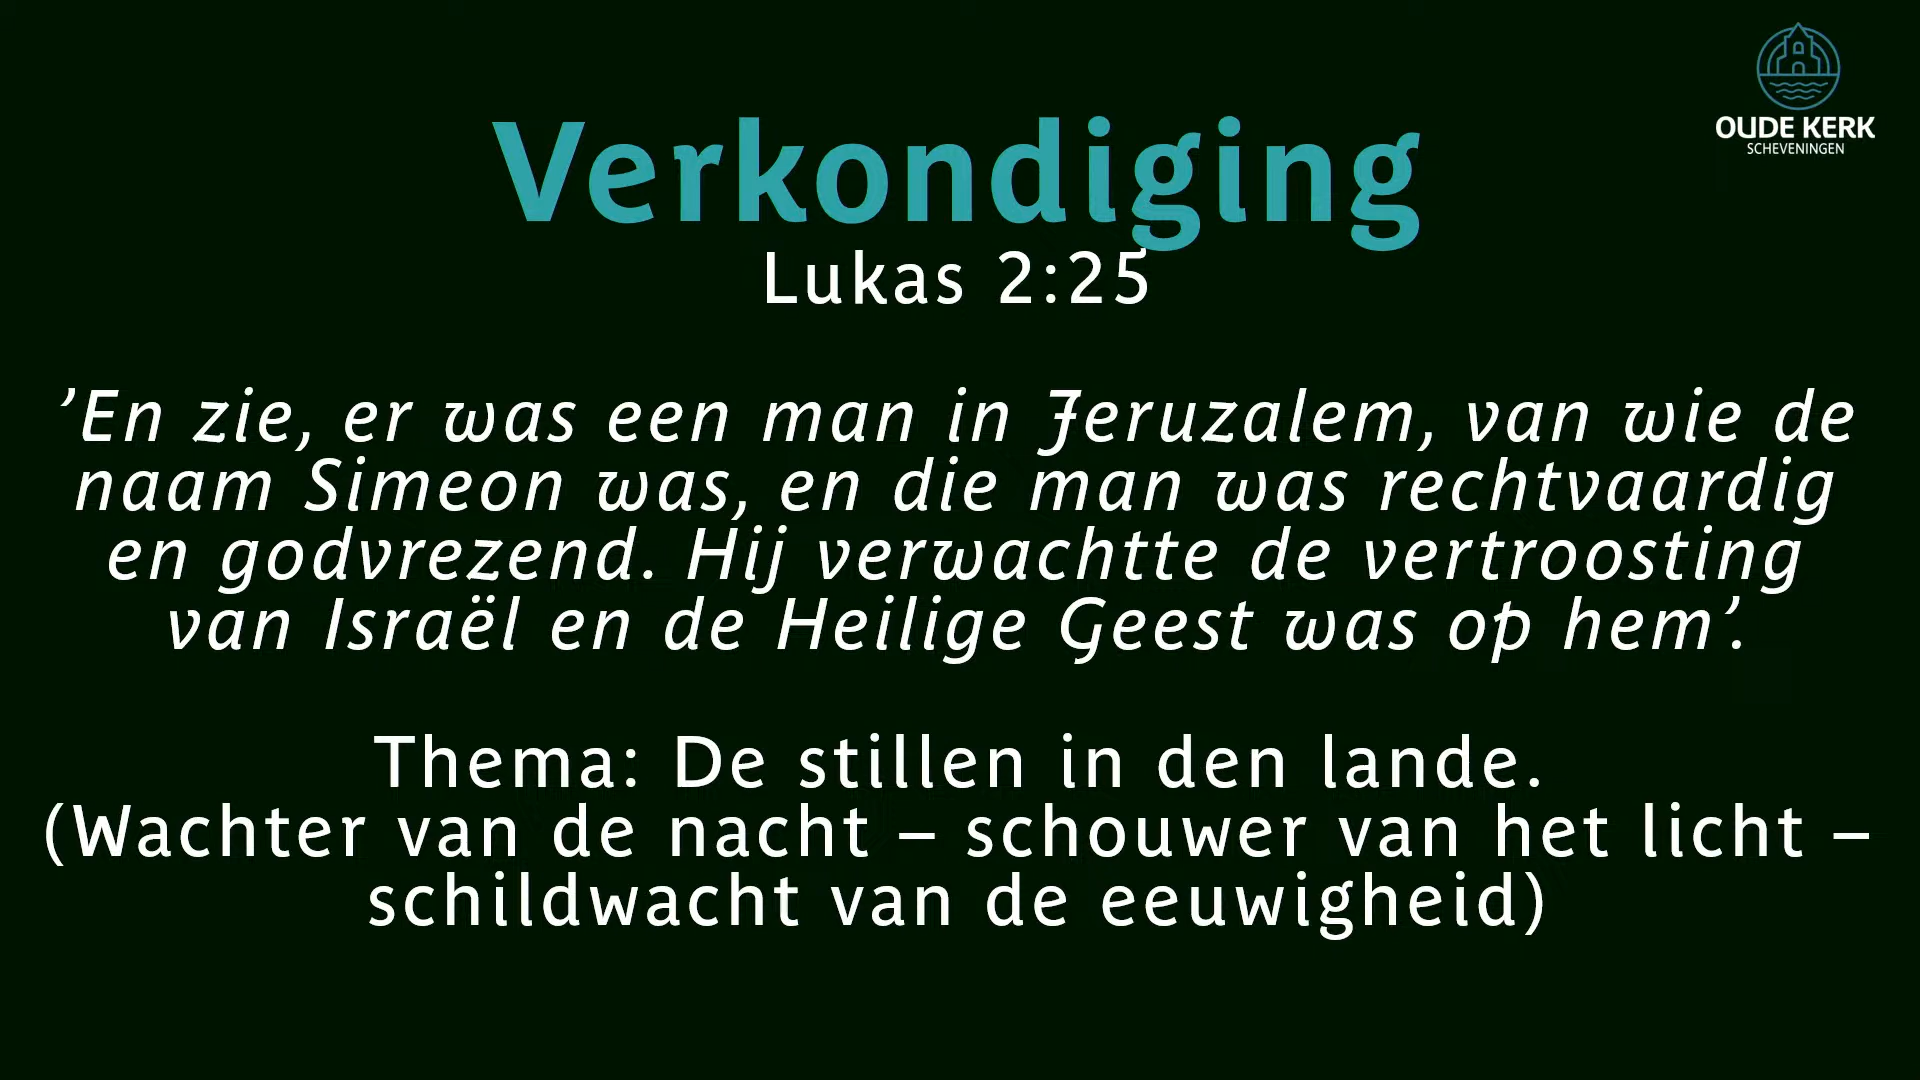 OUDE KERK
SCHEVENINGEN
Verkondiging
Lukas 2:25
’En zie, er was een man in Jeruzalem, van wie de
naam Simeon was, en die man was rechtvaardig
en godvrezend. Hij verwachtte de vertroosting
van Israël en de Heilige Geest was op hem’.
Thema: De stillen in den lande.
(Wachter van de nacht – schouwer van het licht –
schildwacht van de eeuwigheid)